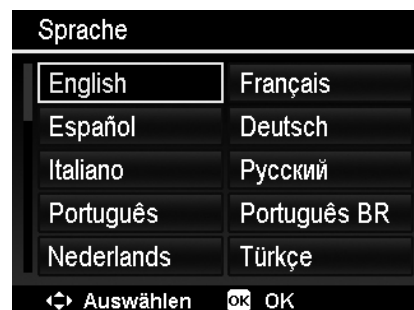 Sprache
English Français
Español Deutsch
Italiano Русский
Português Português BR
Nederlands Türkçe
Auswählen OK OK